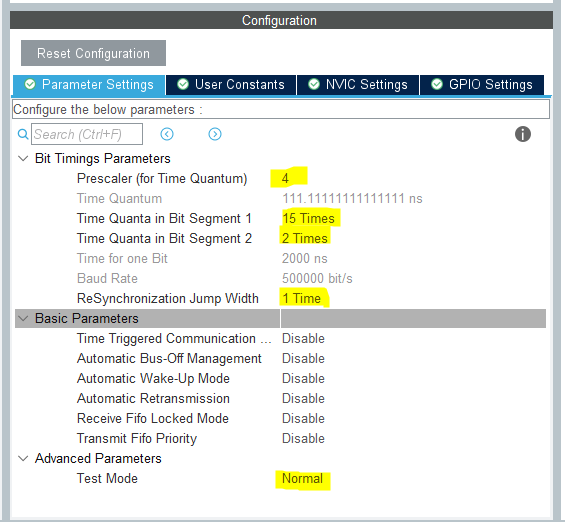 Configuration
Reset Configuration
Parameter Settings User Constants NVIC Settings GPIO Settings
Configure the below parameters :
Search (Ctrl+F)
Bit Timings Parameters
Prescaler (for Time Quantum) 4
Time Quantum 111.11111111111111 ns
Time Quanta in Bit Segment 1 15 Times
Time Quanta in Bit Segment 2 2 Times
Time for one Bit 2000 ns
Baud Rate 500000 bit/s
ReSynchronization Jump Width 1 Time
Basic Parameters
Time Triggered Communication ... Disable
Automatic Bus-Off Management Disable
Automatic Wake-Up Mode Disable
Automatic Retransmission Disable
Receive Fifo Locked Mode Disable
Transmit Fifo Priority Disable
Advanced Parameters
Test Mode Normal